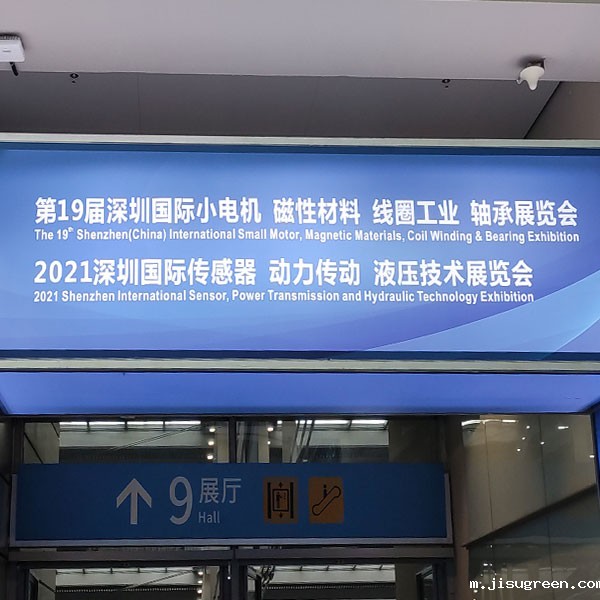 第19届深圳国际小电机 磁性材料 线圈工业 轴承展览会
The 19th Shenzhen(China) International Small Motor, Magnetic Materials, Coil Winding & Bearing Exhibition
2021深圳国际传感器 动力传动 液压技术展览会
2021 Shenzhen International Sensor, Power Transmission and Hydraulic Technology Exhibition
9 展厅
Hall
m.jisugreen.com